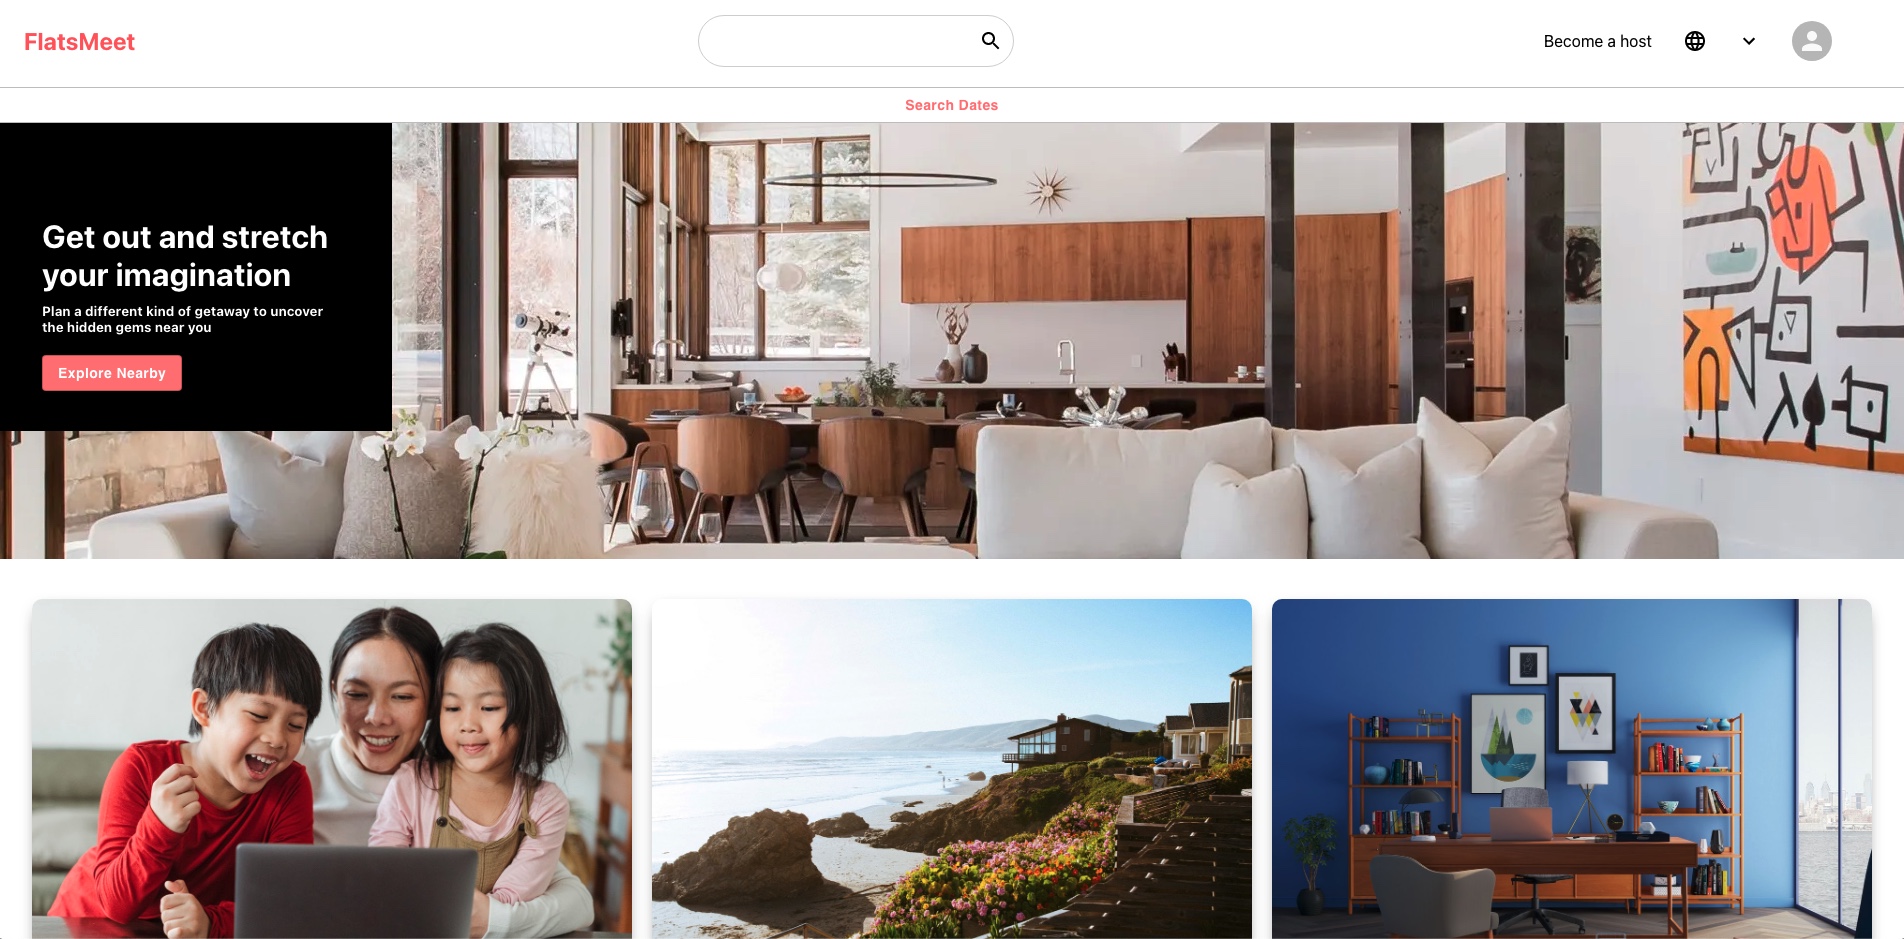 FlatsMeet
Become a host
Search Dates
Get out and stretch
your imagination
Plan a different kind of getaway to uncover
the hidden gems near you
Explore Nearby